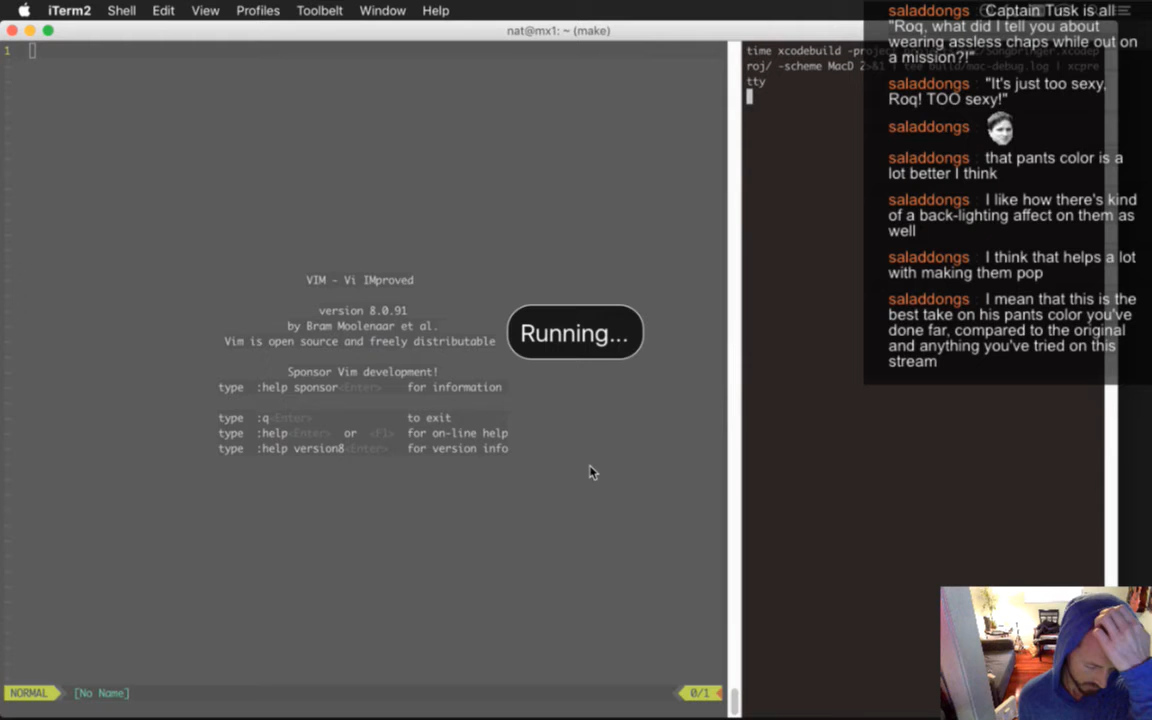 iTerm2 Shell Edit View Profiles Toolbelt Window Help
nat@mx1: ~ (make)
1
VIM - Vi IMproved
version 8.0.91
by Bram Moolenaar et al.
Vim is open source and freely distributable
Sponsor Vim development!
type :help sponsor<Enter> for information
type :q<Enter> to exit
type :help<Enter> or <F1> for on-line help
type :help version8<Enter> for version info
Running...
NORMAL [No Name] 0/1
time xcodebuild -proj
roj/ -scheme MacD 2>&1 | tee build/mac-debug.log | xcpre
tty
saladdongs Captain Tusk is all
"Roq, what did I tell you about
wearing assless chaps while out on
a mission?!"
saladdongs "It's just too sexy,
Roq! TOO sexy!"
saladdongs
saladdongs that pants color is a
lot better I think
saladdongs I like how there's kind
of a back-lighting affect on them as
well
saladdongs I think that helps a lot
with making them pop
saladdongs I mean that this is the
best take on his pants color you've
done far, compared to the original
and anything you've tried on this
stream